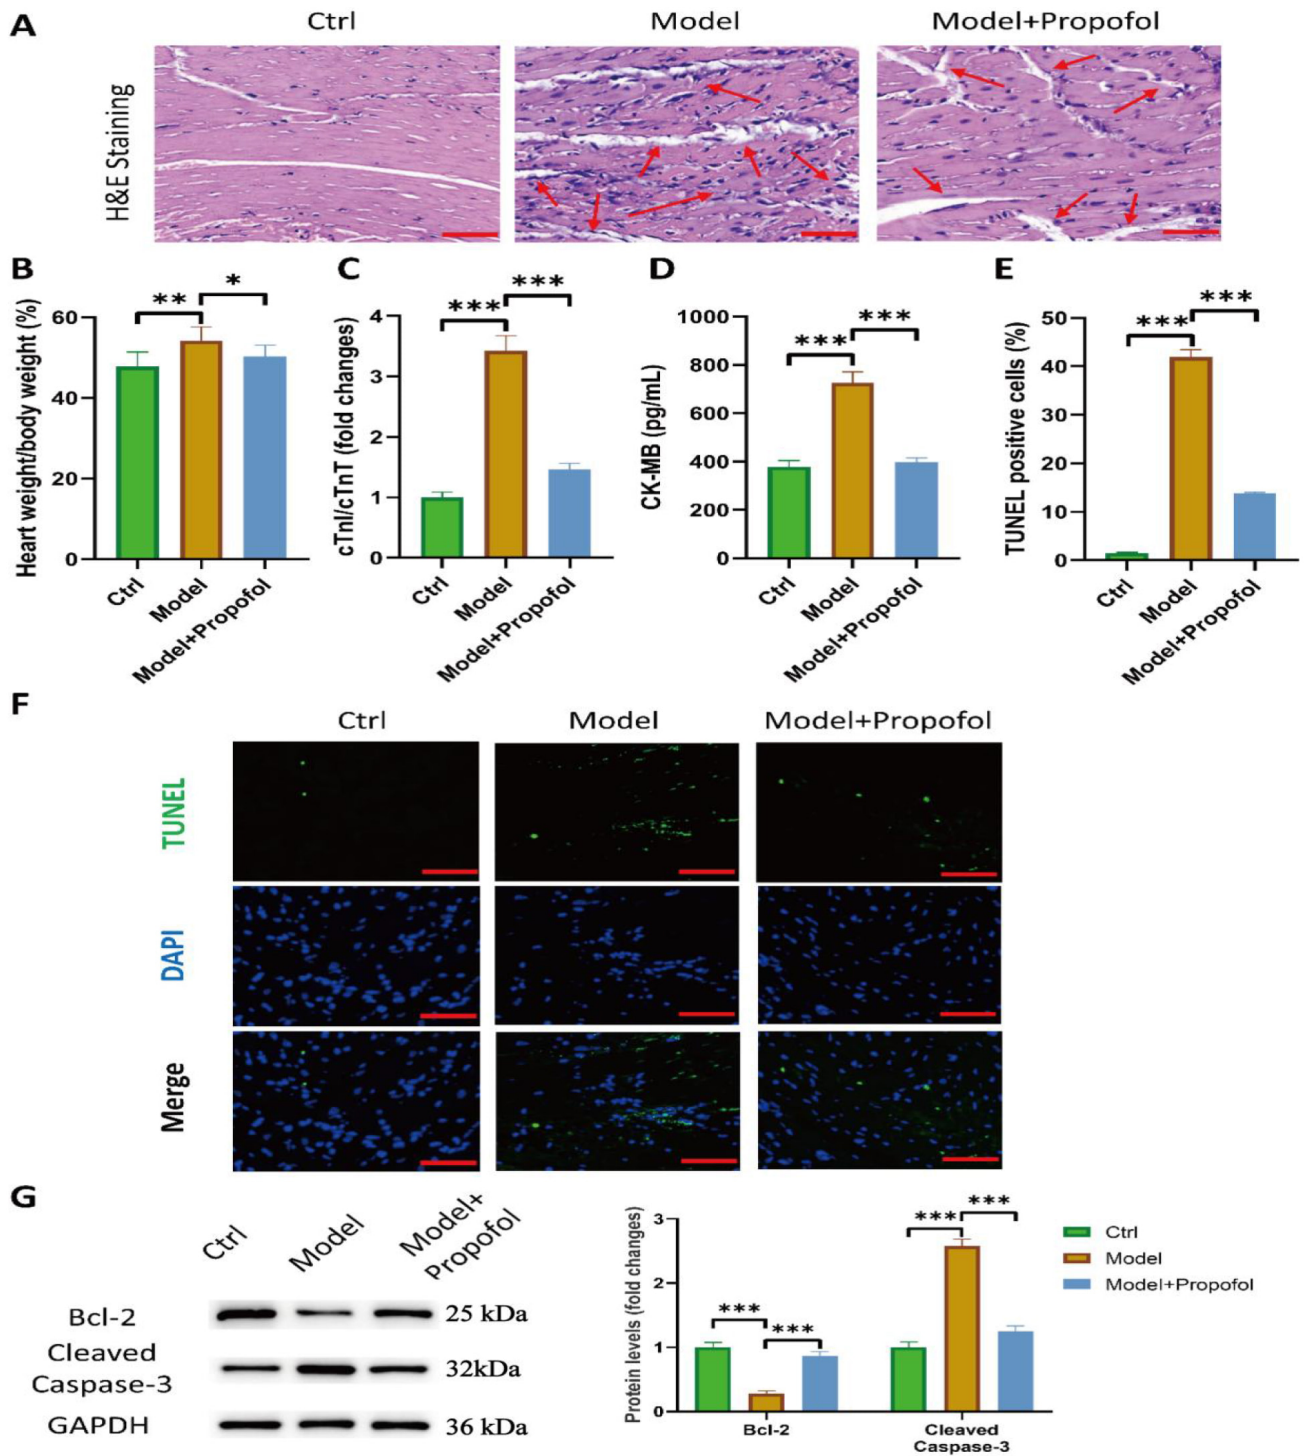 A
Ctrl
Model
Model+Propofol
H&E Staining
B
C
D
E
Heart weight/body weight (%)
60
40
20
0
**
*
Ctrl
Model
Model+Propofol
cTnI/cTnT (fold changes)
4
3
2
1
0
***
***
Ctrl
Model
Model+Propofol
CK-MB (pg/mL)
1000
800
600
400
200
0
***
***
Ctrl
Model
Model+Propofol
TUNEL positive cells (%)
50
40
30
20
10
0
***
***
Ctrl
Model
Model+Propofol
F
Ctrl
Model
Model+Propofol
TUNEL
DAPI
Merge
G
Ctrl
Model
Model+
Propofol
Bcl-2
25 kDa
Cleaved
Caspase-3
32kDa
GAPDH
36 kDa
Protein levels (fold changes)
3
2
1
0
***
***
***
***
Bcl-2
Cleaved
Caspase-3
Ctrl
Model
Model+Propofol